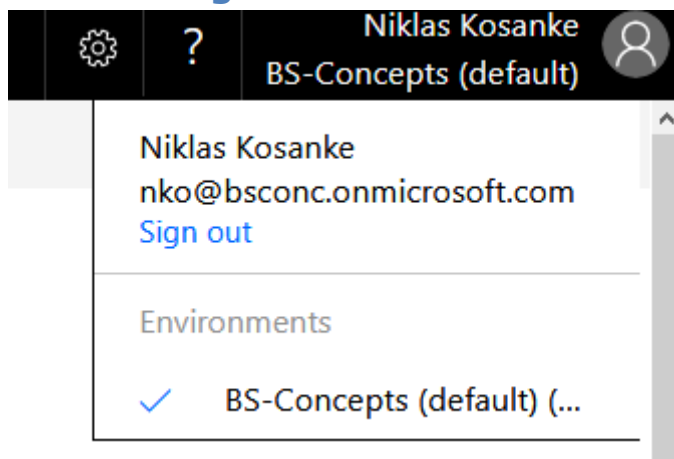 ?
Niklas Kosanke
BS-Concepts (default)
Niklas Kosanke
nko@bsconc.onmicrosoft.com
Sign out
Environments
BS-Concepts (default) (...